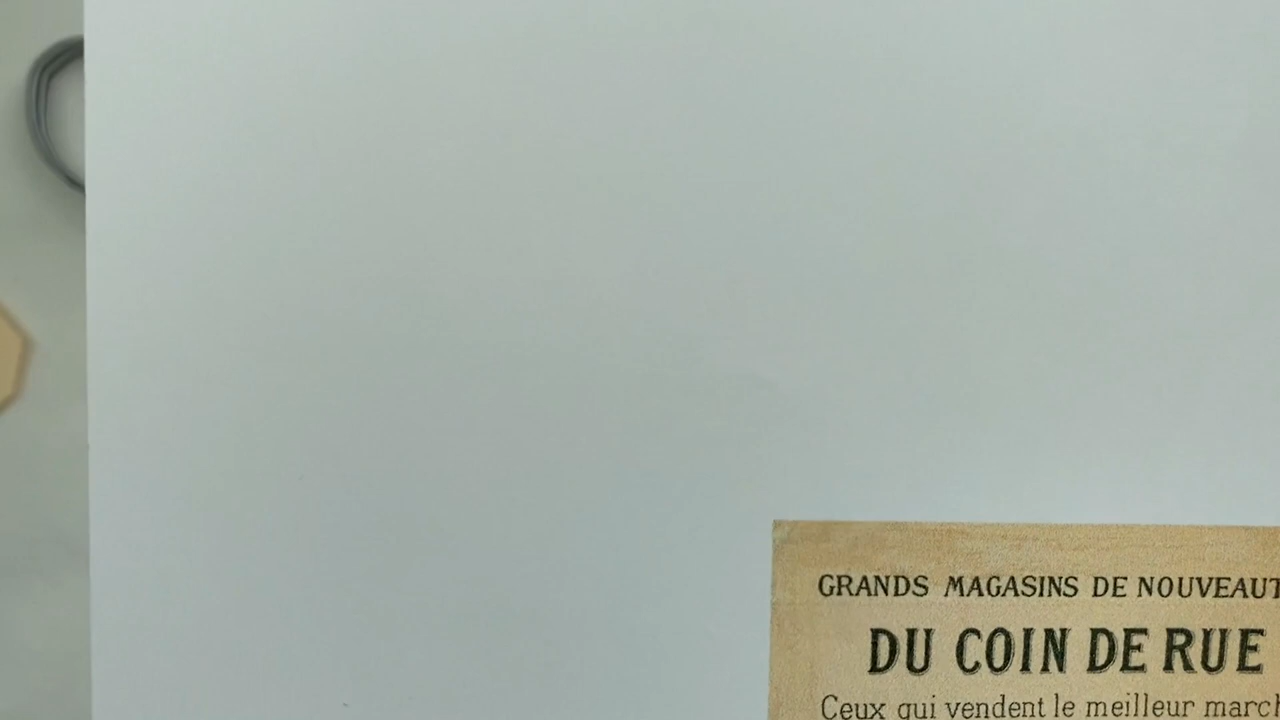 GRANDS MAGASINS DE NOUVEAUT
DU COIN DE RUE
Ceux qui vendent le meilleur march